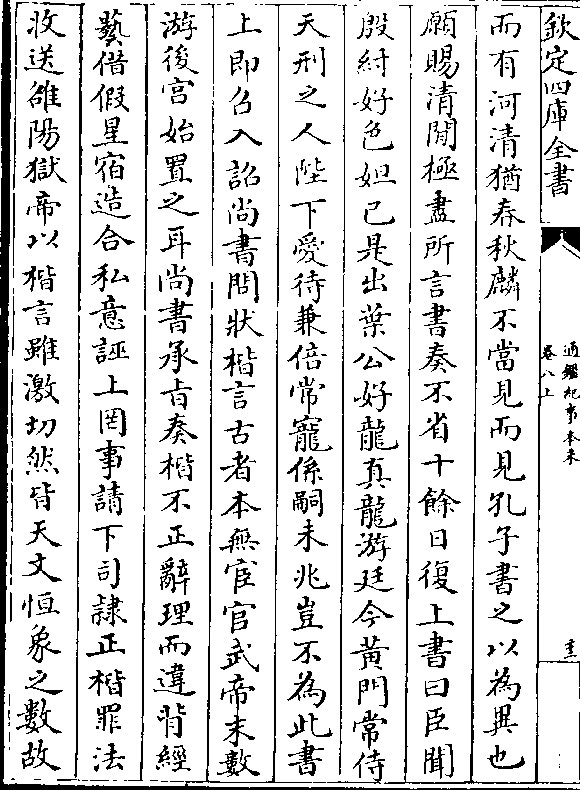 欽定四庫全書
通鑑紀事本末
卷八上
而有河清猶春秋麟不當見而見孔子書之以為異也
願賜清閒極盡所言書奏不省十餘日復上書曰臣聞
殷紂好色妲己是出葉公好龍真龍游廷今黃門常侍
天刑之人陛下愛待兼倍常寵係嗣未兆豈不為此書
上即召入詔尚書問狀楷言古者本無宦官武帝末數
游後宮始置之耳尚書承㫖奏楷不正辭理而違背經
藝借假星宿造合私意誣上罔事請下司隸正楷罪法
收送雒陽獄帝以楷言雖激切然皆天文恒象之數故